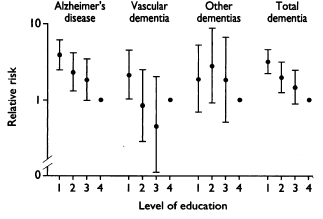 Alzheimer's disease
Vascular dementia
Other dementias
Total dementia
Relative risk
10
1
0
1 2 3 4 1 2 3 4 1 2 3 4 1 2 3 4
Level of education